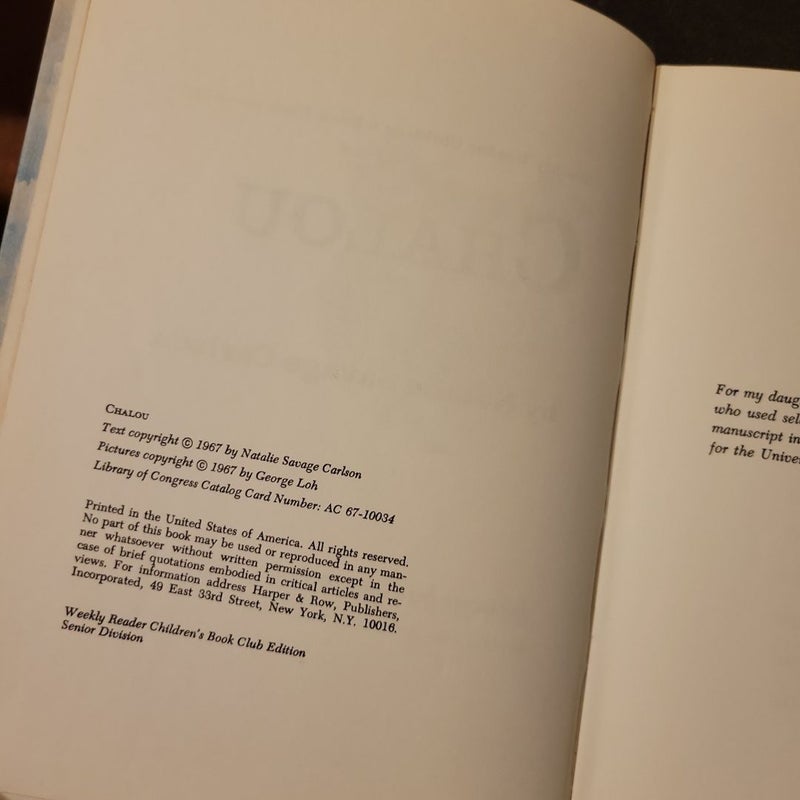 CHALOU
Text copyright © 1967 by Natalie Savage Carlson
Pictures copyright © 1967 by George Loh
Library of Congress Catalog Card Number: AC 67-10034
Printed in the United States of America. All rights reserved.
No part of this book may be used or reproduced in any man-
ner whatsoever without written permission except in the
case of brief quotations embodied in critical articles and re-
views. For information address Harper & Row, Publishers,
Incorporated, 49 East 33rd Street, New York, N.Y. 10016.
Weekly Reader Children's Book Club Edition
Senior Division
For my daug
who used sel
manuscript in
for the Unive